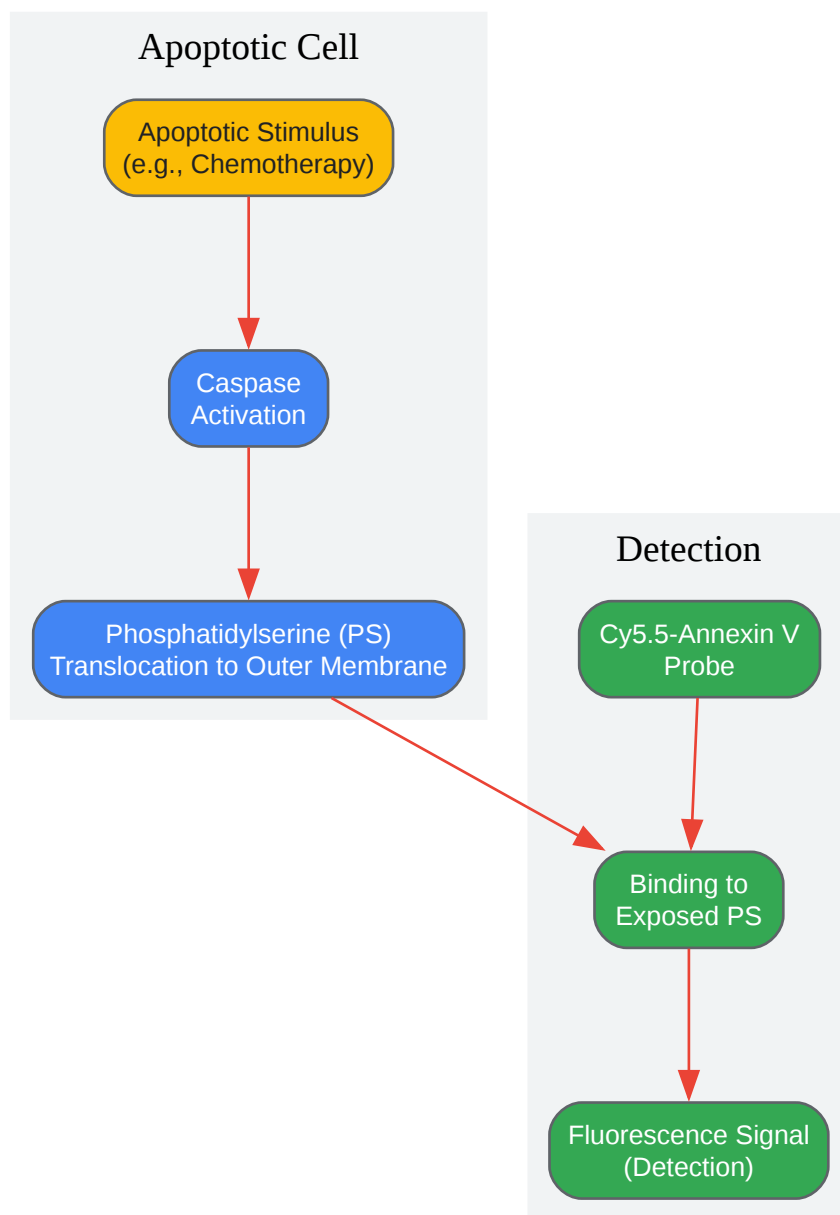 Apoptotic Cell
Apoptotic Stimulus
(e.g., Chemotherapy)
Caspase
Activation
Phosphatidylserine (PS)
Translocation to Outer Membrane
Detection
Cy5.5-Annexin V
Probe
Binding to
Exposed PS
Fluorescence Signal
(Detection)